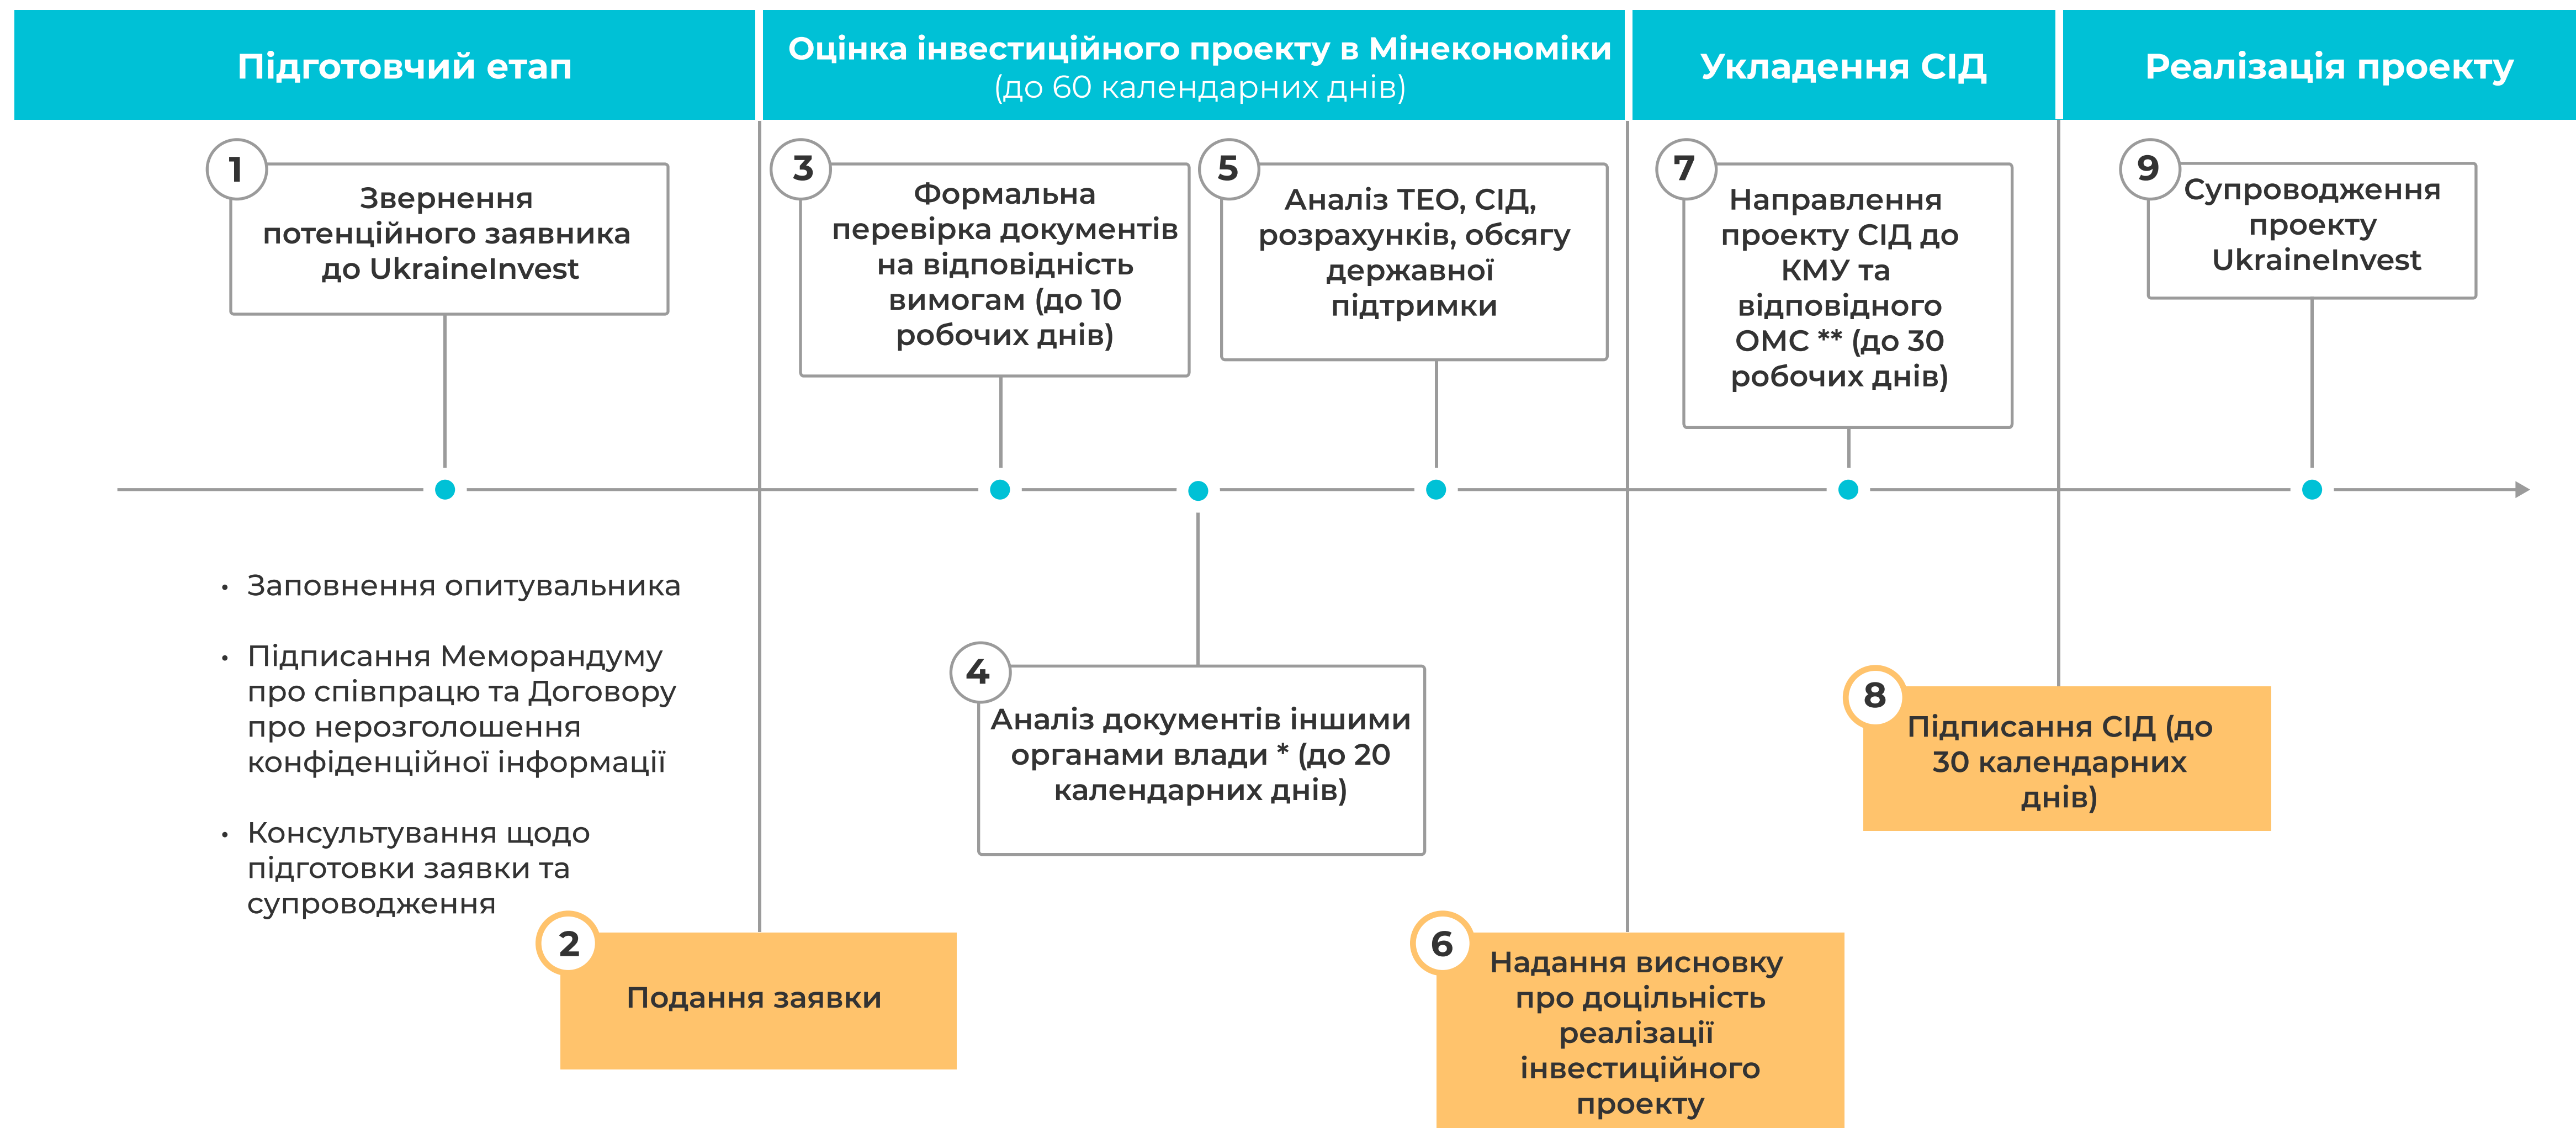 Підготовчий етап
Оцінка інвестиційного проекту в Мінекономіки
(до 60 календарних днів)
Укладення СІД
Реалізація проекту
1
Звернення
потенційного заявника
до UkraineInvest
3
Формальна
перевірка документів
на відповідність
вимогам (до 10
робочих днів)
5
Аналіз ТЕО, СІД,
розрахунків, обсягу
державної
підтримки
7
Направлення
проекту СІД до
КМУ та
відповідного
ОМС ** (до 30
робочих днів)
9
Супроводження
проекту
UkraineInvest
• Заповнення опитувальника
• Підписання Меморандуму
про співпрацю та Договору
про нерозголошення
конфіденційної інформації
• Консультування щодо
підготовки заявки та
супроводження
2
Подання заявки
4
Аналіз документів іншими
органами влади * (до 20
календарних днів)
6
Надання висновку
про доцільність
реалізації
інвестиційного
проекту
8
Підписання СІД (до
30 календарних
днів)